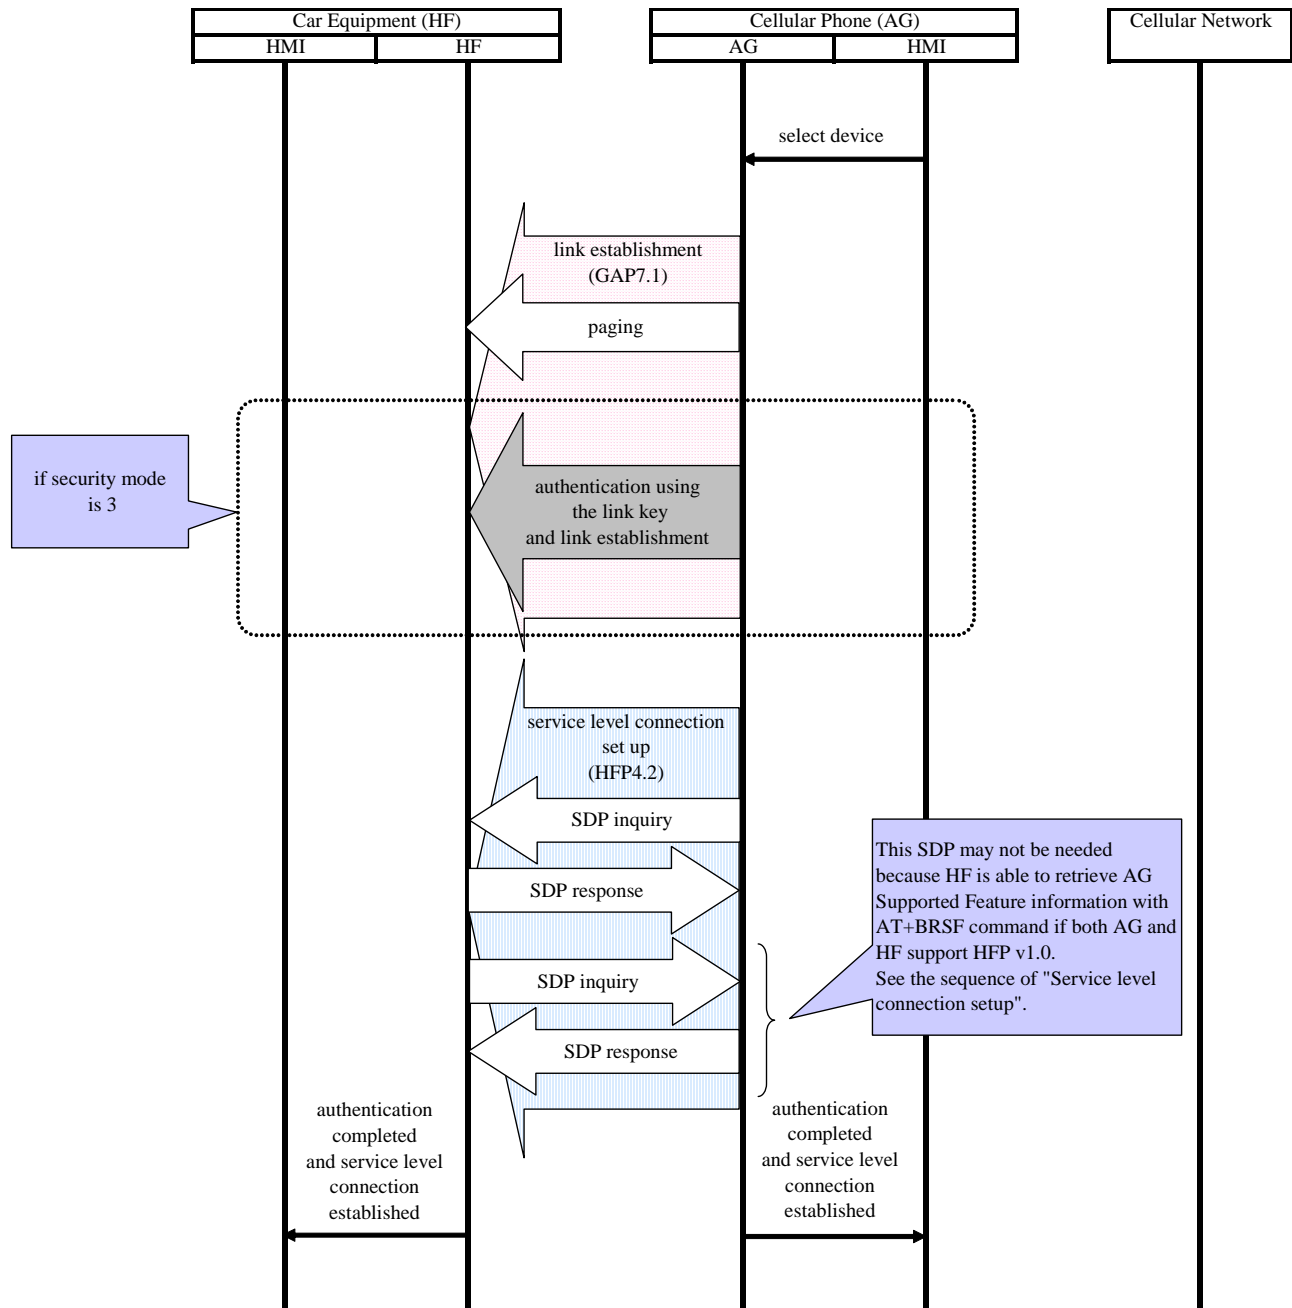 Car Equipment (HF)
Cellular Phone (AG)
Cellular Network
HMI
HF
AG
HMI
select device
link establishment
(GAP7.1)
paging
if security mode
is 3
authentication using
the link key
and link establishment
service level connection
set up
(HFP4.2)
SDP inquiry
SDP response
SDP inquiry
SDP response
This SDP may not be needed
because HF is able to retrieve AG
Supported Feature information with
AT+BRSF command if both AG and
HF support HFP v1.0.
See the sequence of "Service level
connection setup".
authentication
completed
and service level
connection
established
authentication
completed
and service level
connection
established